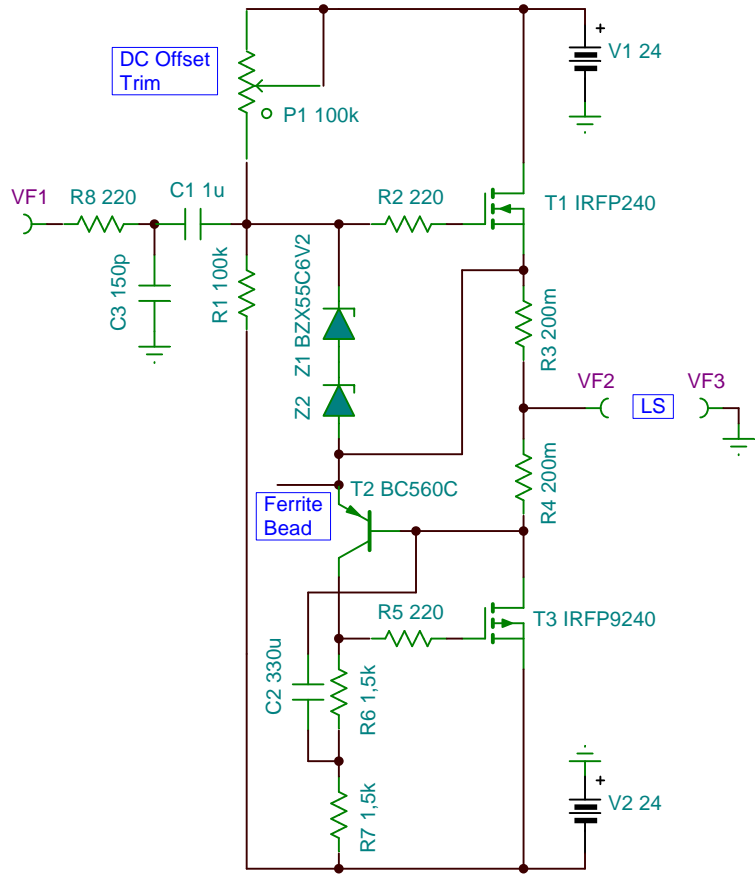 DC Offset
Trim
+
V1 24
P1 100k
VF1
R8 220
C1 1u
R2 220
T1 IRFP240
C3 150p
R1 100k
Z1 BZX55C6V2
Z2
R3 200m
VF2
LS
VF3
R4 200m
T2 BC560C
Ferrite
Bead
R5 220
T3 IRFP9240
C2 330u
R6 1,5k
+
V2 24
R7 1,5k